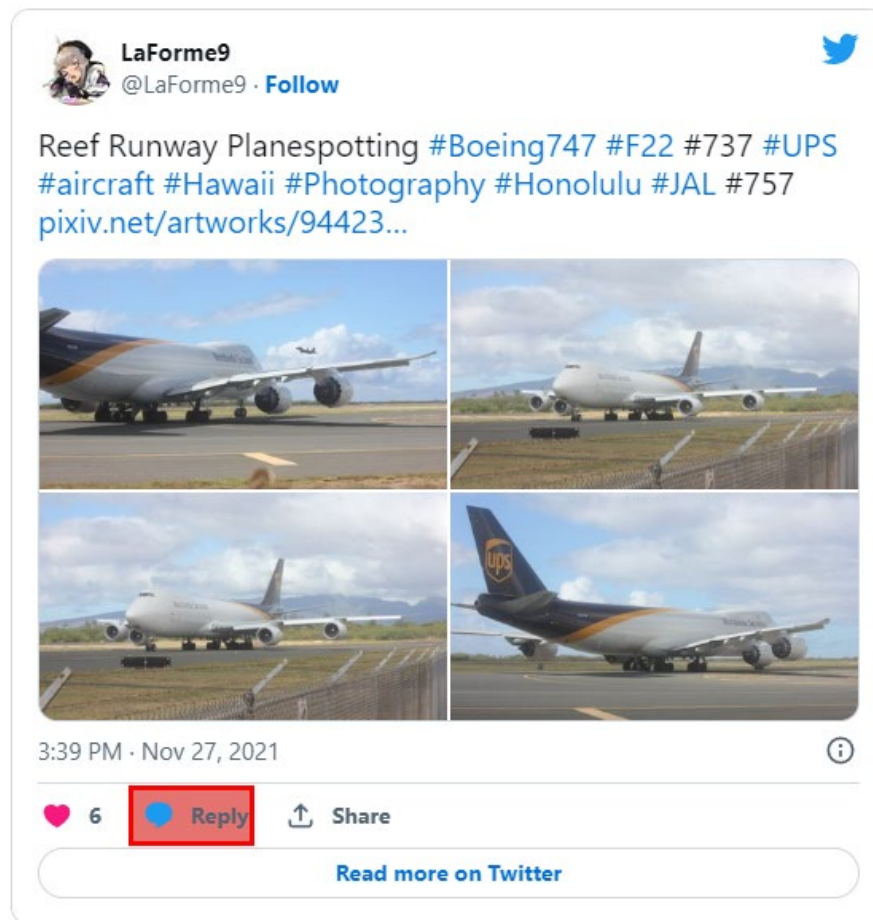 LaForme9
@LaForme9 · Follow
Reef Runway Planespotting #Boeing747 #F22 #737 #UPS
#aircraft #Hawaii #Photography #Honolulu #JAL #757
pixiv.net/artworks/94423...
ups
3:39 PM · Nov 27, 2021
6 Reply Share
Read more on Twitter